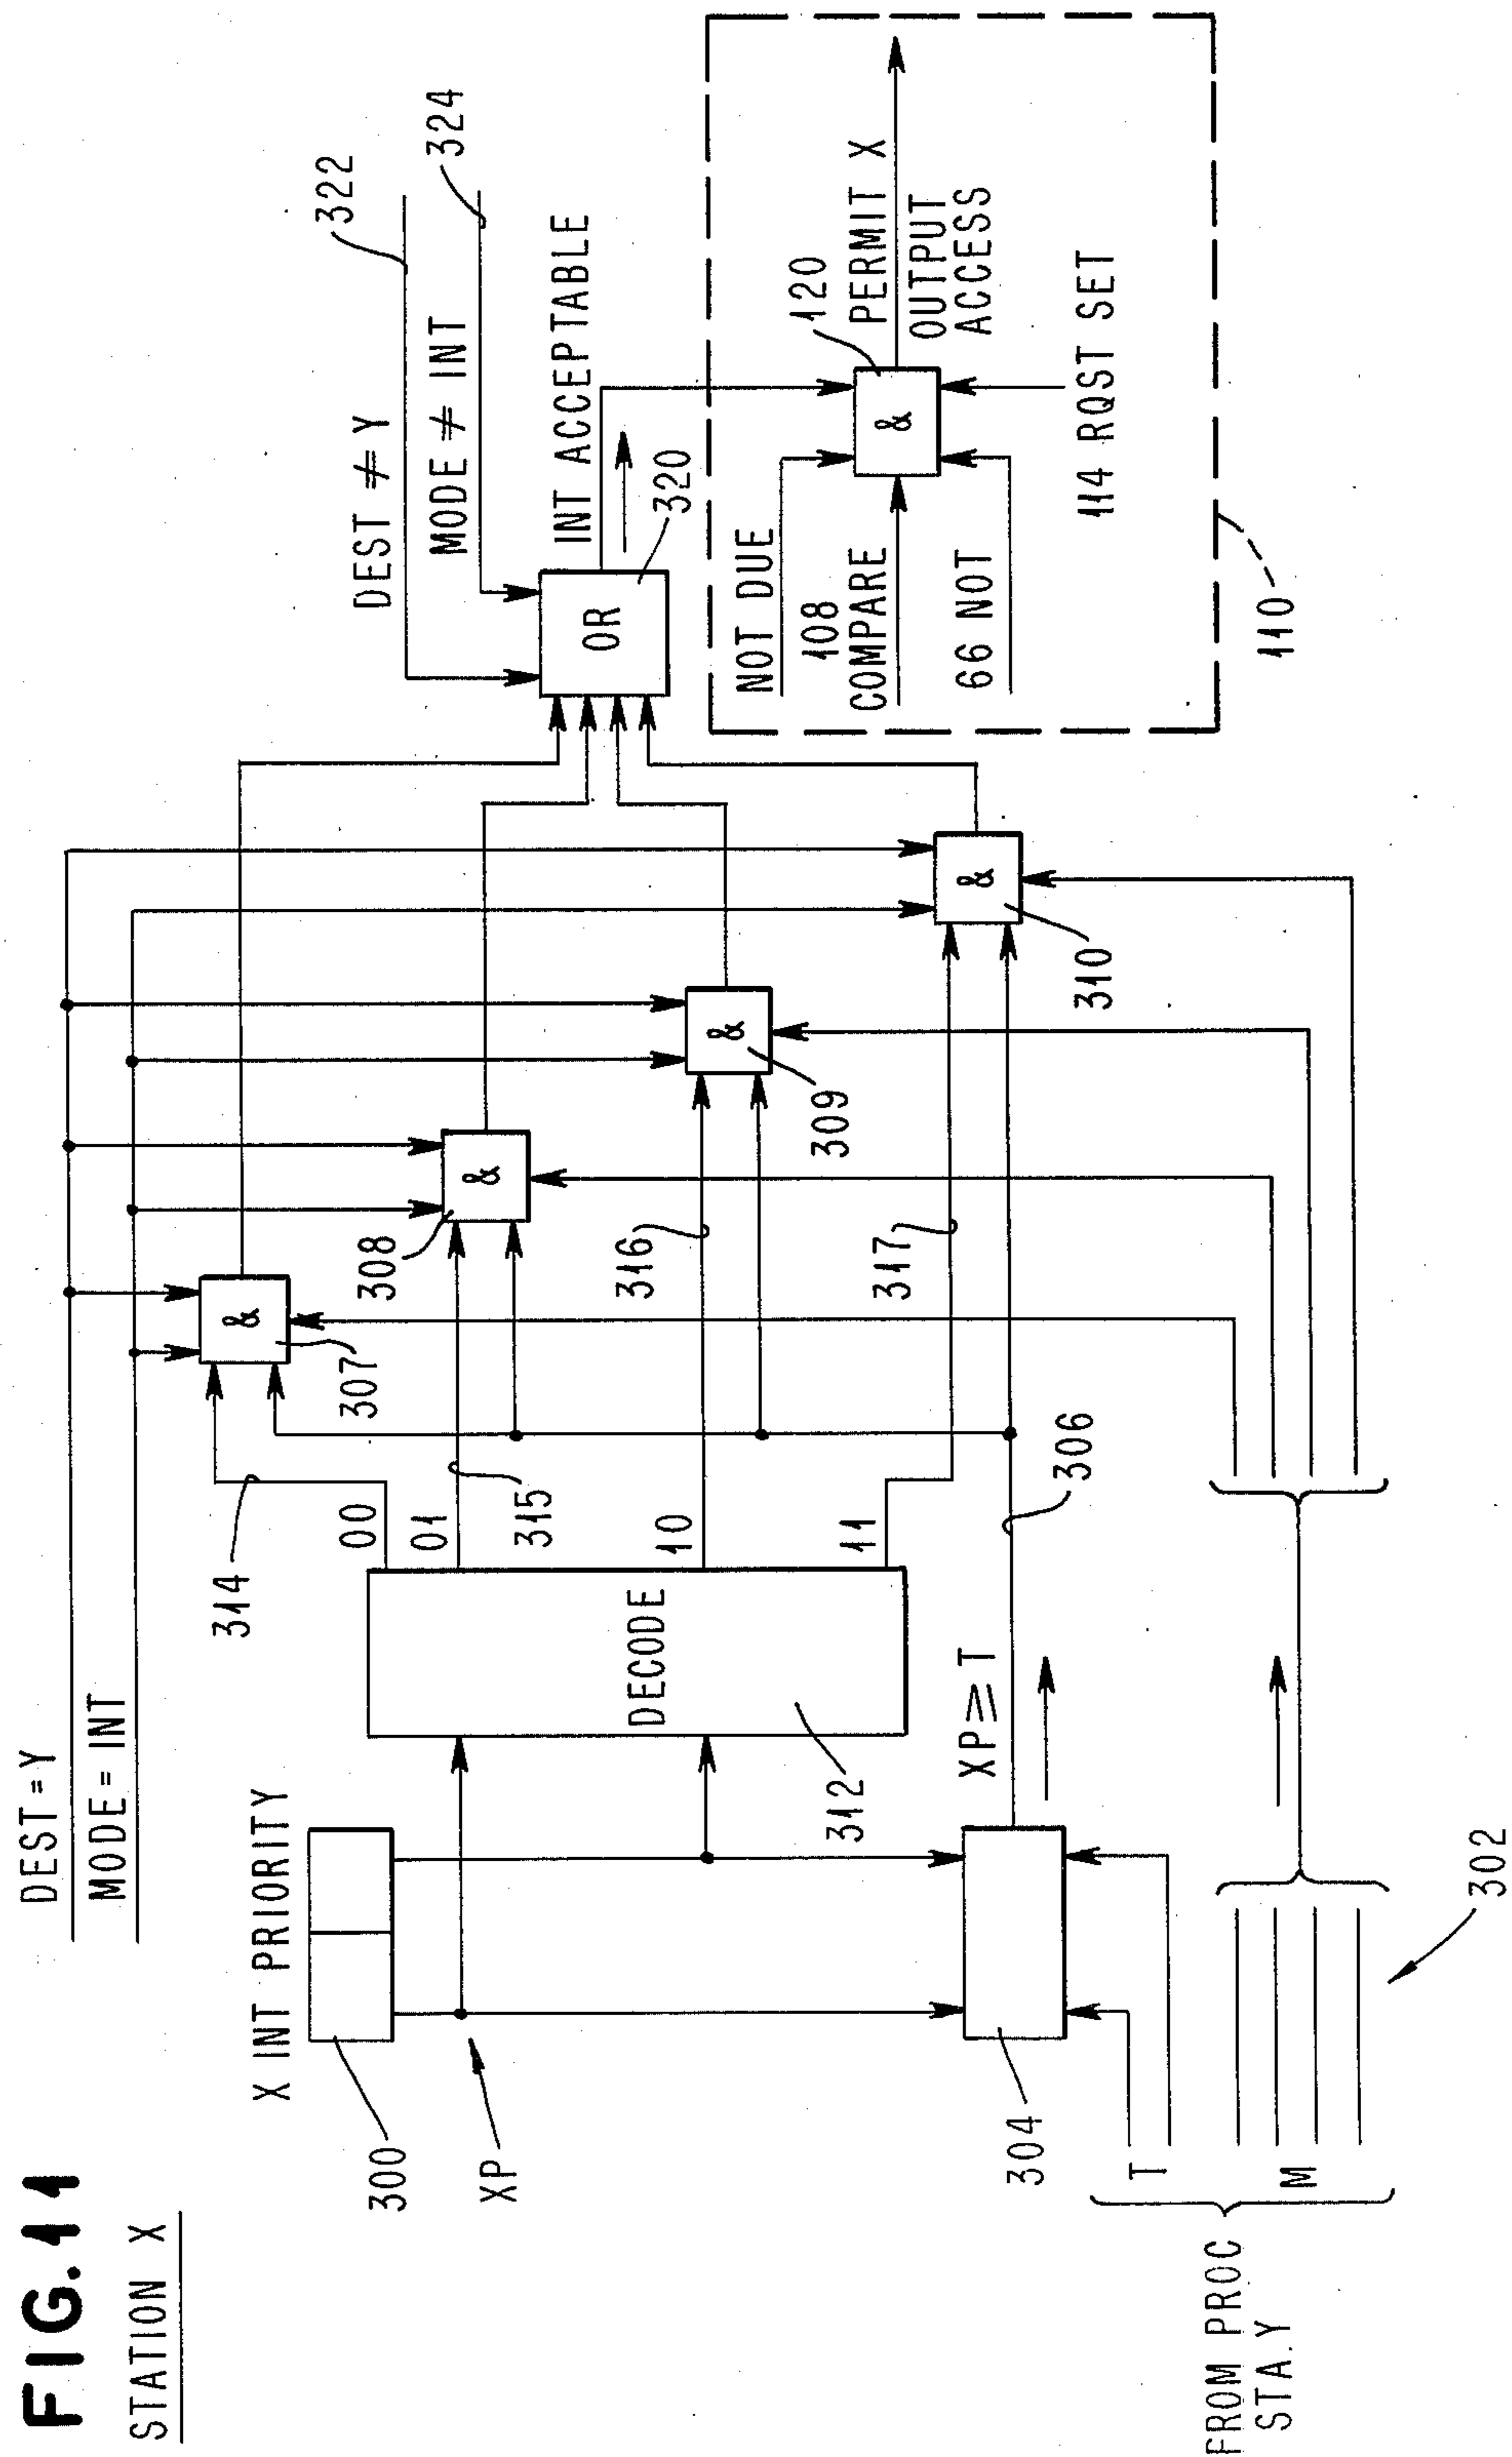 FIG. 11
STATION X
DEST = Y
MODE = INT
X INT PRIORITY
300
XP
304
T
M
FROM PROC
STA.Y
302
DECODE
312
XP ≥ T
306
00
01
10
11
314
315
316
317
&
307
&
308
&
309
&
310
DEST ≠ Y
322
MODE ≠ INT
324
OR
320
INT ACCEPTABLE
NOT DUE
108
COMPARE
66 NOT
&
120
PERMIT X
OUTPUT
ACCESS
114 RQST SET
110